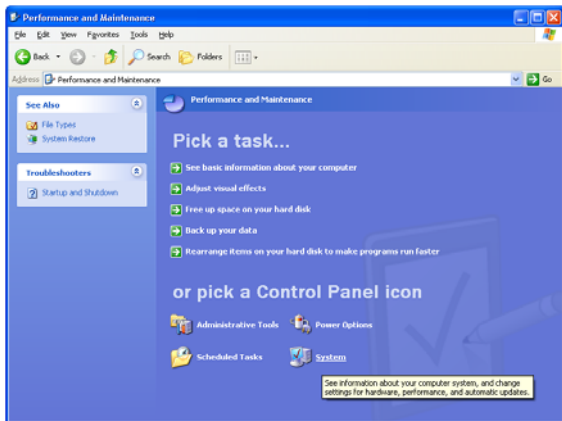 Performance and Maintenance
File Edit View Favorites Tools Help
Back Search Folders
Address Performance and Maintenance Go
See Also
File Types
System Restore
Troubleshooters
Startup and Shutdown
Performance and Maintenance
Pick a task...
See basic information about your computer
Adjust visual effects
Free up space on your hard disk
Back up your data
Rearrange items on your hard disk to make programs run faster
or pick a Control Panel icon
Administrative Tools Power Options
Scheduled Tasks System
See information about your computer system, and change
settings for hardware, performance, and automatic updates.